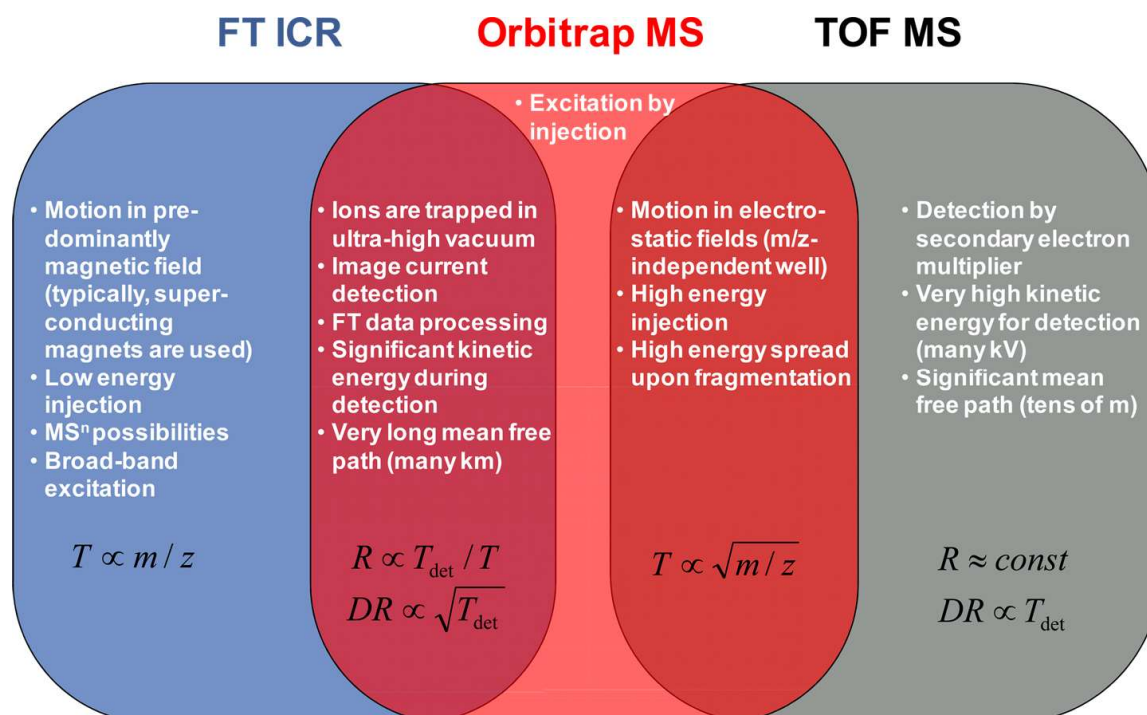 FT ICR
Orbitrap MS
TOF MS
• Excitation by
injection
• Motion in pre-
dominantly
magnetic field
(typically, super-
conducting
magnets are used)
• Low energy
injection
• MSⁿ possibilities
• Broad-band
excitation
T ∝ m / z
• Ions are trapped in
ultra-high vacuum
• Image current
detection
• FT data processing
• Significant kinetic
energy during
detection
• Very long mean free
path (many km)
R ∝ T_det / T
DR ∝ √T_det
• Motion in electro-
static fields (m/z-
independent well)
• High energy
injection
• High energy spread
upon fragmentation
T ∝ √m / z
• Detection by
secondary electron
multiplier
• Very high kinetic
energy for detection
(many kV)
• Significant mean
free path (tens of m)
R ≈ const
DR ∝ T_det